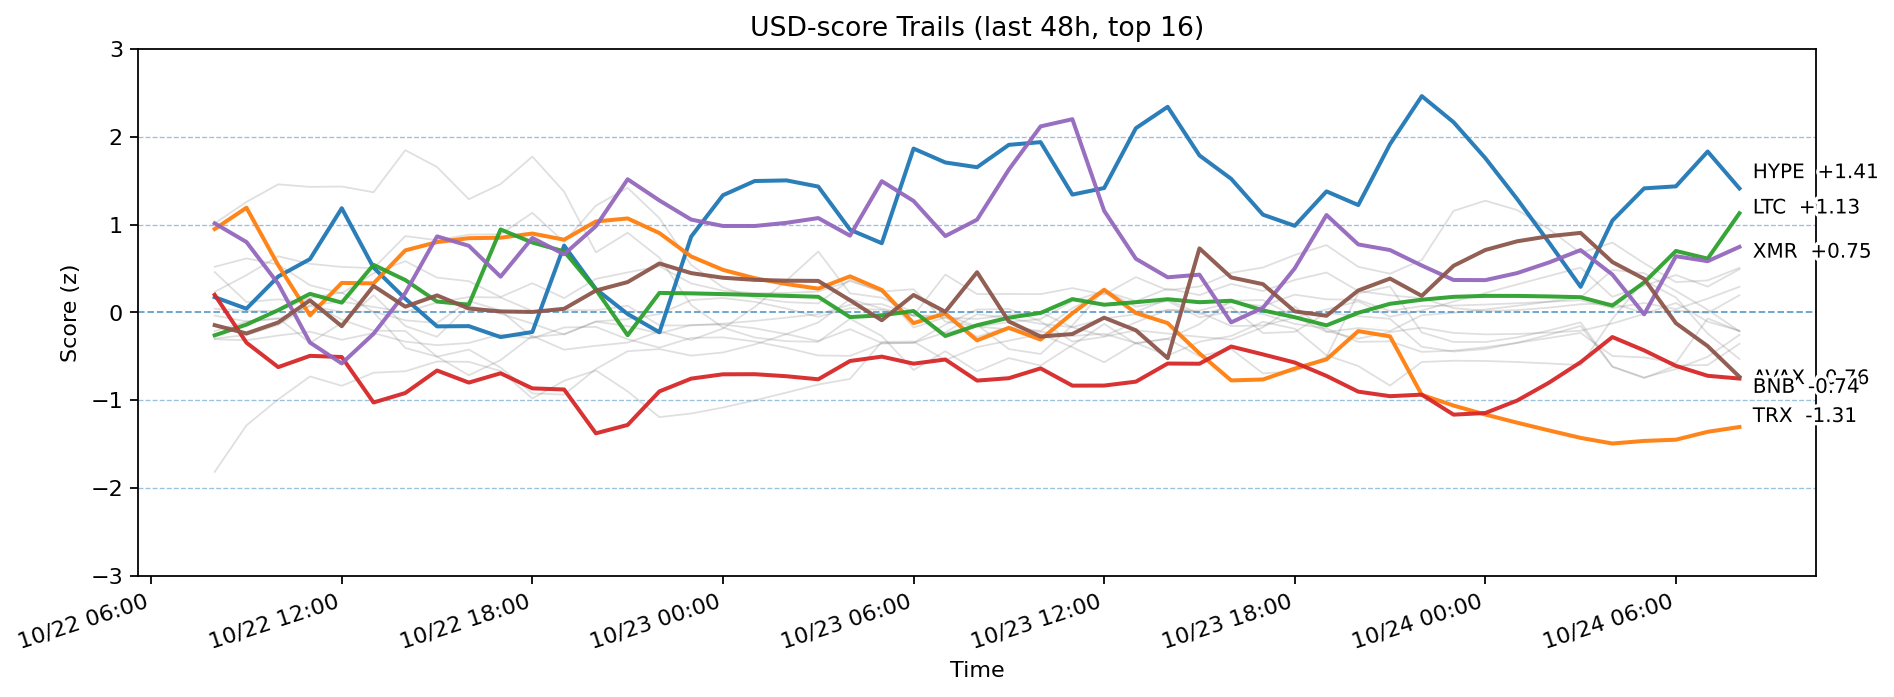 USD-score Trails (last 48h, top 16)
Score (z)
3
2
1
0
−1
−2
−3
HYPE +1.41
LTC +1.13
XMR +0.75
AVAX -0.76
BNB -0.74
TRX -1.31
10/22 06:00
10/22 12:00
10/22 18:00
10/23 00:00
10/23 06:00
10/23 12:00
10/23 18:00
10/24 00:00
10/24 06:00
Time